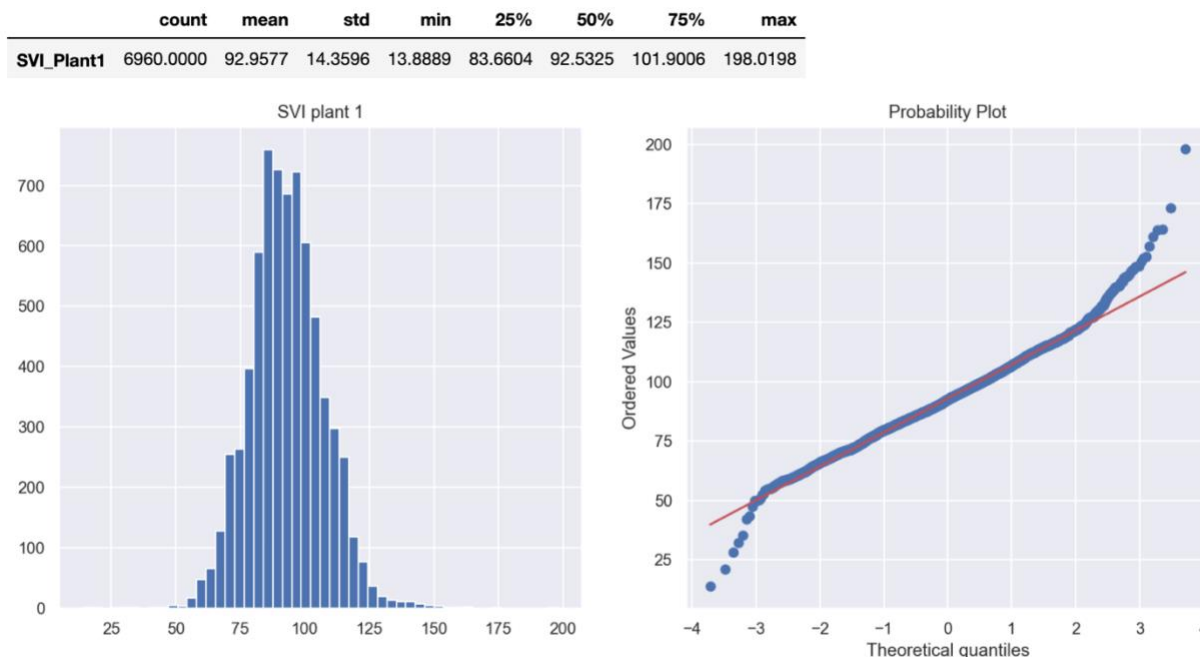 count mean std min 25% 50% 75% max
SVI_Plant1 6960.0000 92.9577 14.3596 13.8889 83.6604 92.5325 101.9006 198.0198
SVI plant 1
700
600
500
400
300
200
100
0
25 50 75 100 125 150 175 200
Probability Plot
Ordered Values
200
175
150
125
100
75
50
25
−4 −3 −2 −1 0 1 2 3
Theoretical quantiles